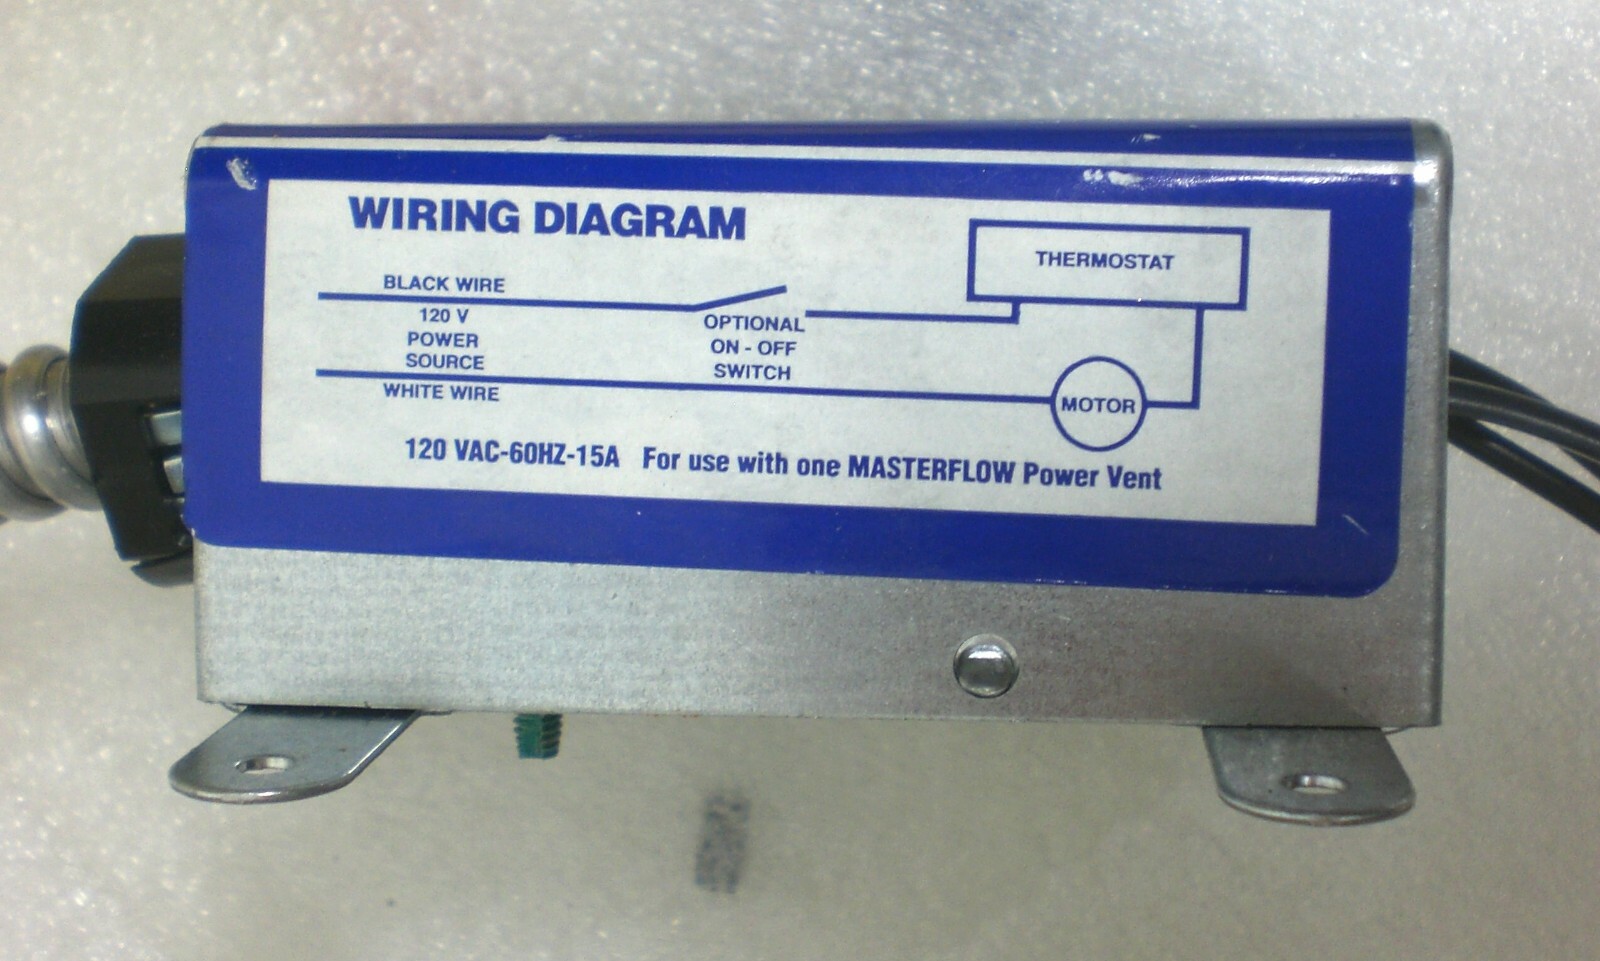 WIRING DIAGRAM
THERMOSTAT
BLACK WIRE
120 V
POWER
SOURCE
WHITE WIRE
OPTIONAL
ON - OFF
SWITCH
MOTOR
120 VAC-60HZ-15A For use with one MASTERFLOW Power Vent